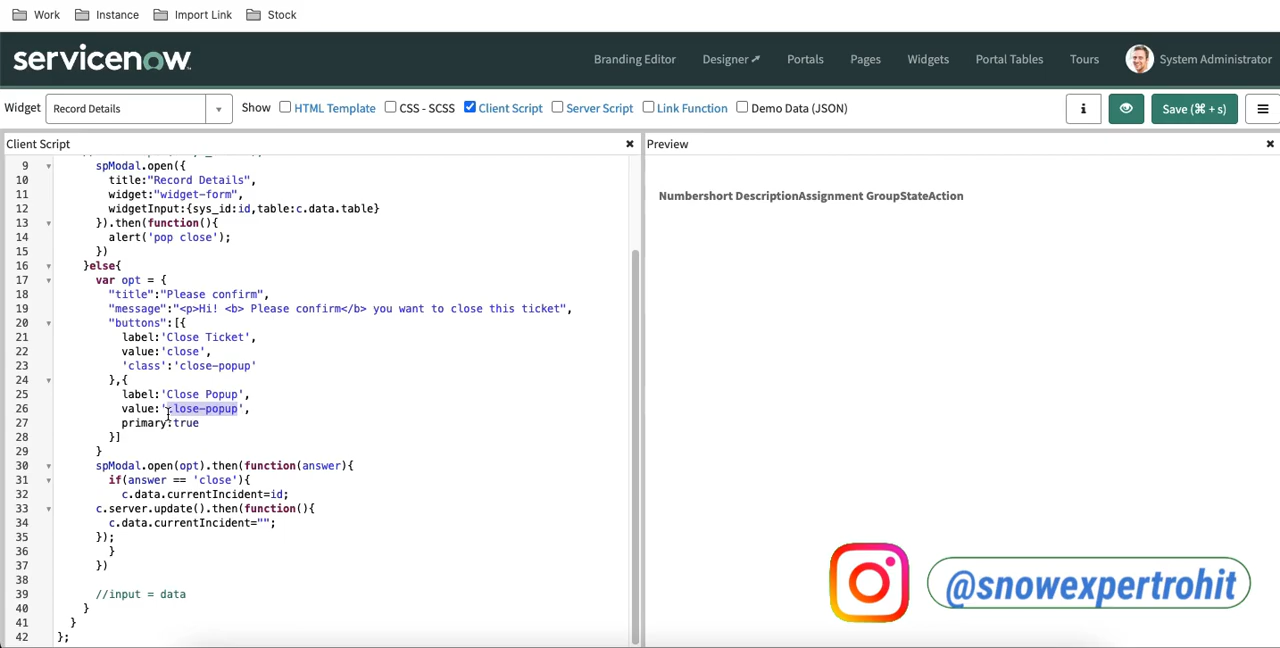 Work Instance Import Link Stock
servicenow
Branding Editor Designer Portals Pages Widgets Portal Tables Tours System Administrator
Widget Record Details Show HTML Template CSS - SCSS Client Script Server Script Link Function Demo Data (JSON) i Save (⌘ + s)
Client Script
Preview
9 spModal.open({
10 title:"Record Details",
11 widget:"widget-form",
12 widgetInput:{sys_id:id,table:c.data.table}
13 }).then(function(){
14 alert('pop close');
15 })
16 }else{
17 var opt = {
18 "title":"Please confirm",
19 "message":"<p>Hi! <b> Please confirm</b> you want to close this ticket",
20 "buttons":[{
21 label:'Close Ticket',
22 value:'close',
23 'class':'close-popup'
24 },{
25 label:'Close Popup',
26 value:'close-popup',
27 primary:true
28 }]
29 }
30 spModal.open(opt).then(function(answer){
31 if(answer == 'close'){
32 c.data.currentIncident=id;
33 c.server.update().then(function(){
34 c.data.currentIncident="";
35 });
36 }
37 })
38
39 //input = data
40 }
41 }
42 };
Numbershort DescriptionAssignment GroupStateAction
@snowexpertrohit